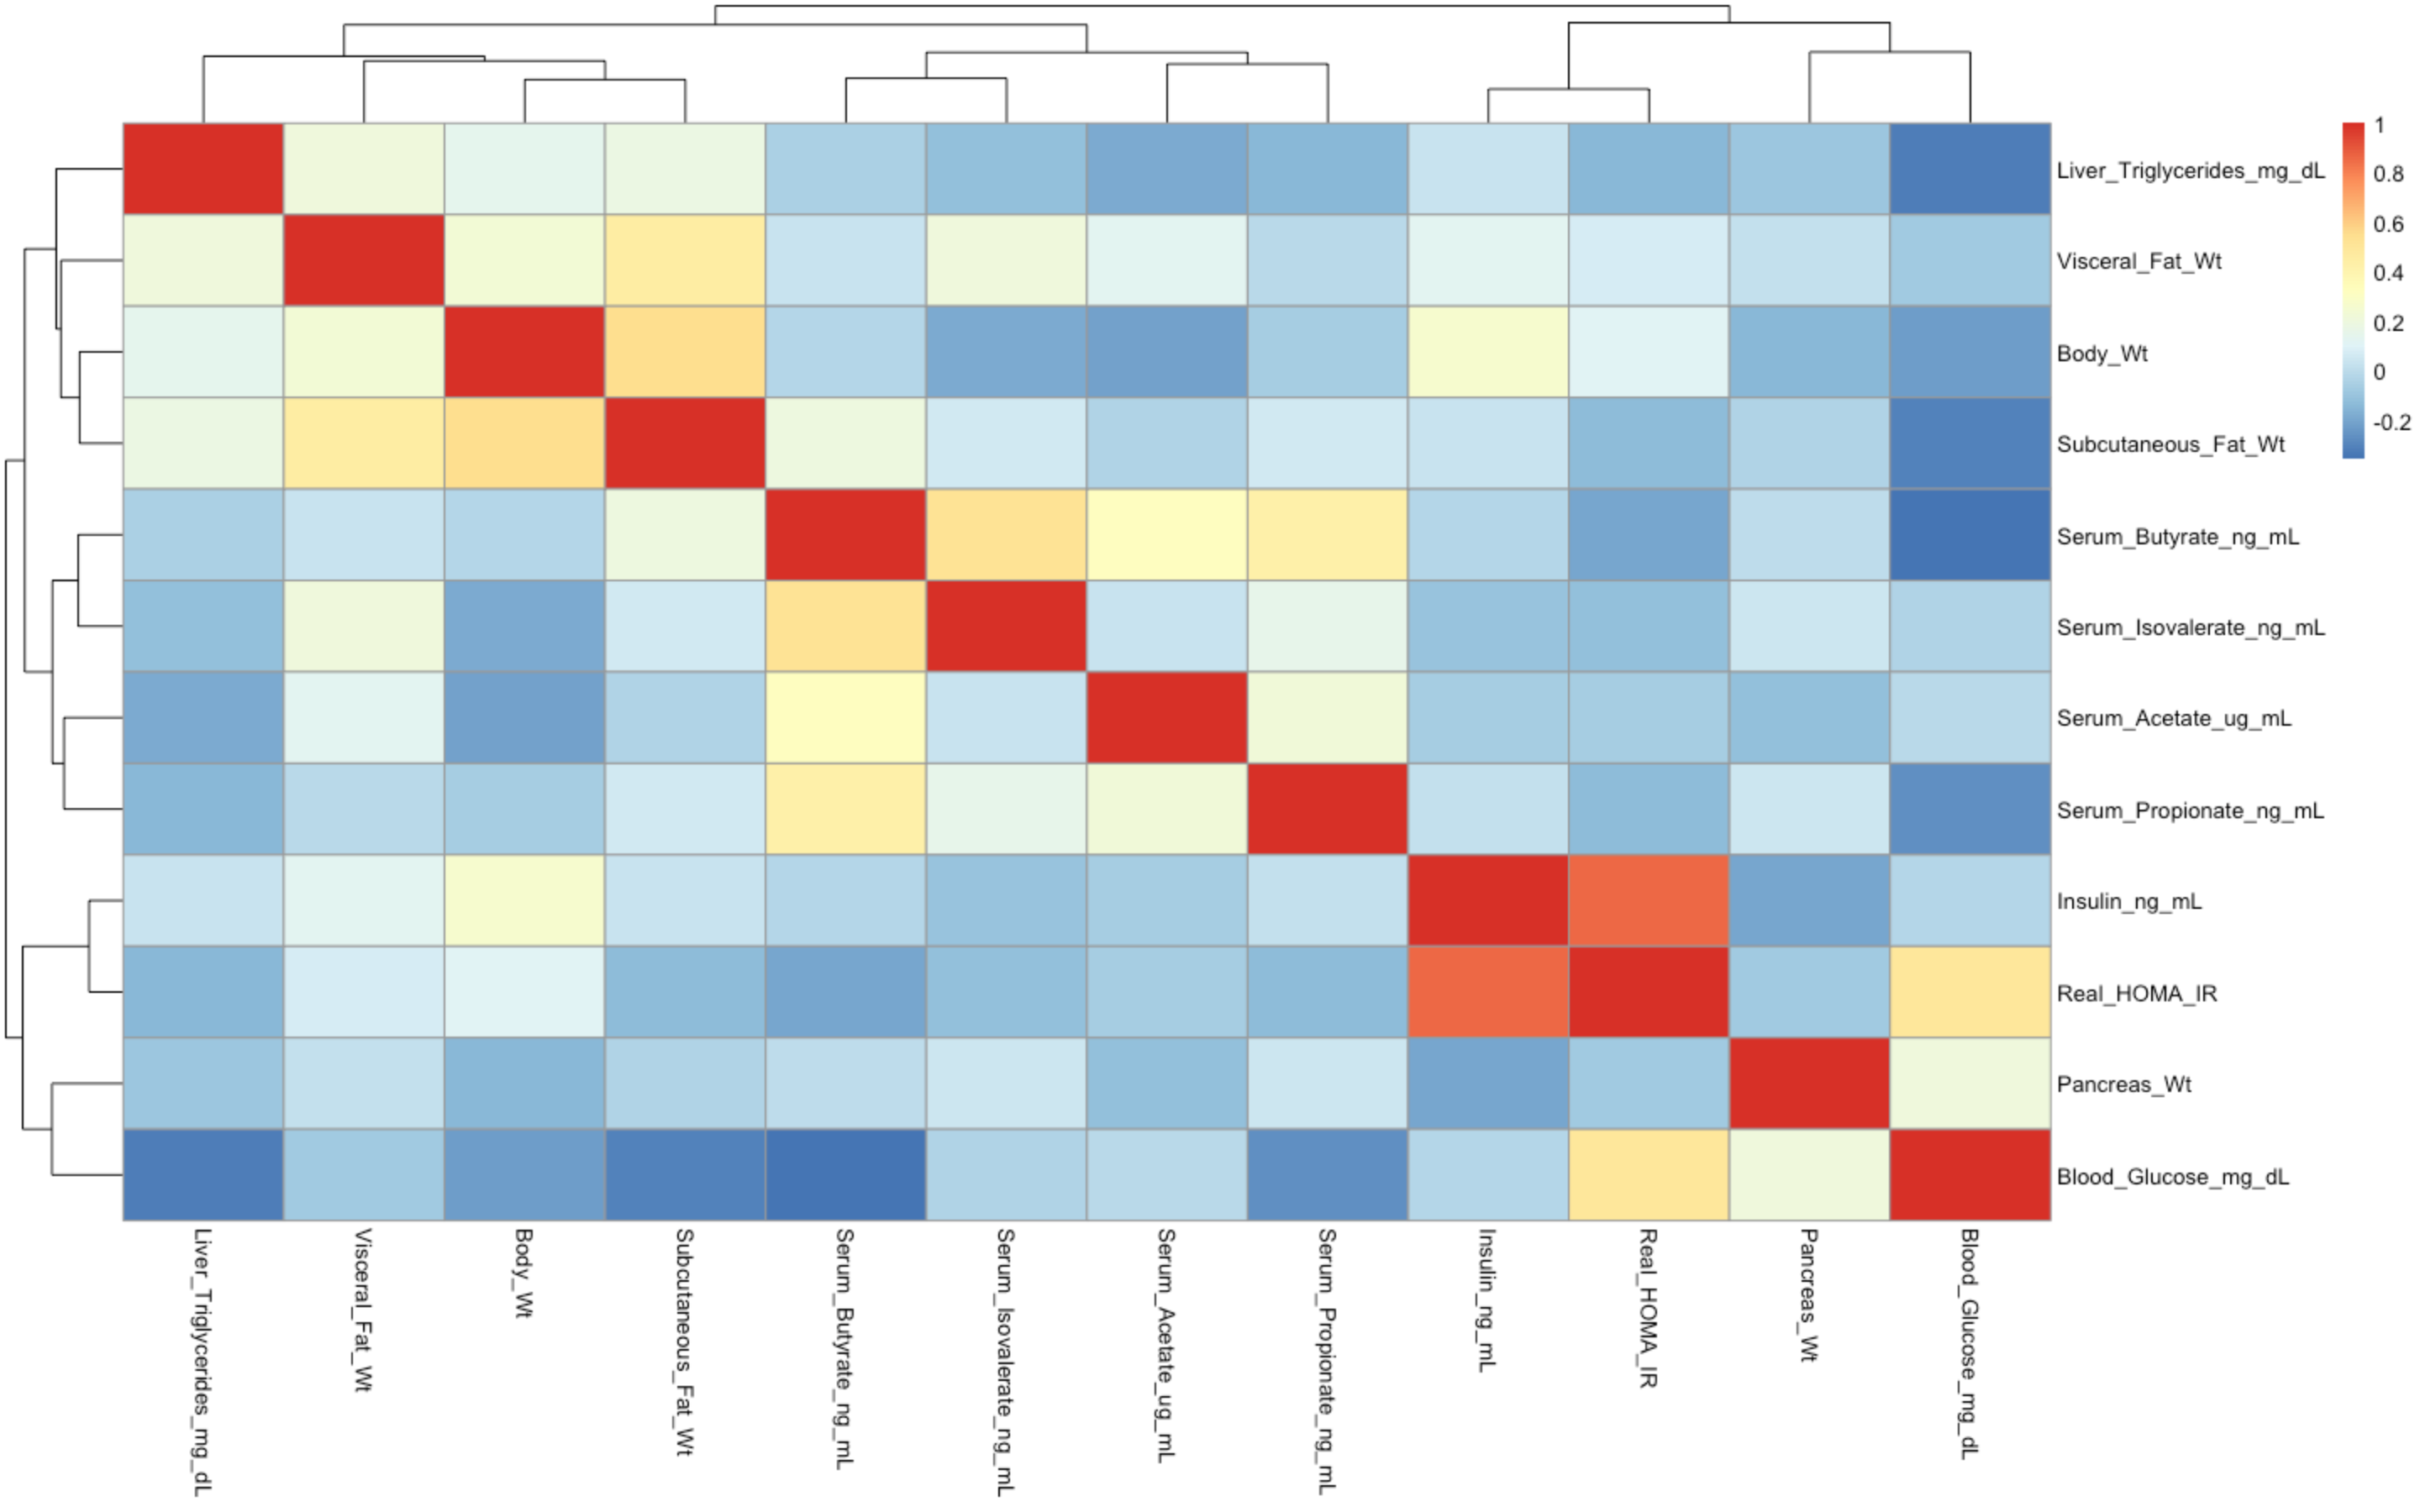 1
0.8
0.6
0.4
0.2
0
-0.2
Liver_Triglycerides_mg_dL
Visceral_Fat_Wt
Body_Wt
Subcutaneous_Fat_Wt
Serum_Butyrate_ng_mL
Serum_Isovalerate_ng_mL
Serum_Acetate_ug_mL
Serum_Propionate_ng_mL
Insulin_ng_mL
Real_HOMA_IR
Pancreas_Wt
Blood_Glucose_mg_dL
Liver_Triglycerides_mg_dL
Visceral_Fat_Wt
Body_Wt
Subcutaneous_Fat_Wt
Serum_Butyrate_ng_mL
Serum_Isovalerate_ng_mL
Serum_Acetate_ug_mL
Serum_Propionate_ng_mL
Insulin_ng_mL
Real_HOMA_IR
Pancreas_Wt
Blood_Glucose_mg_dL